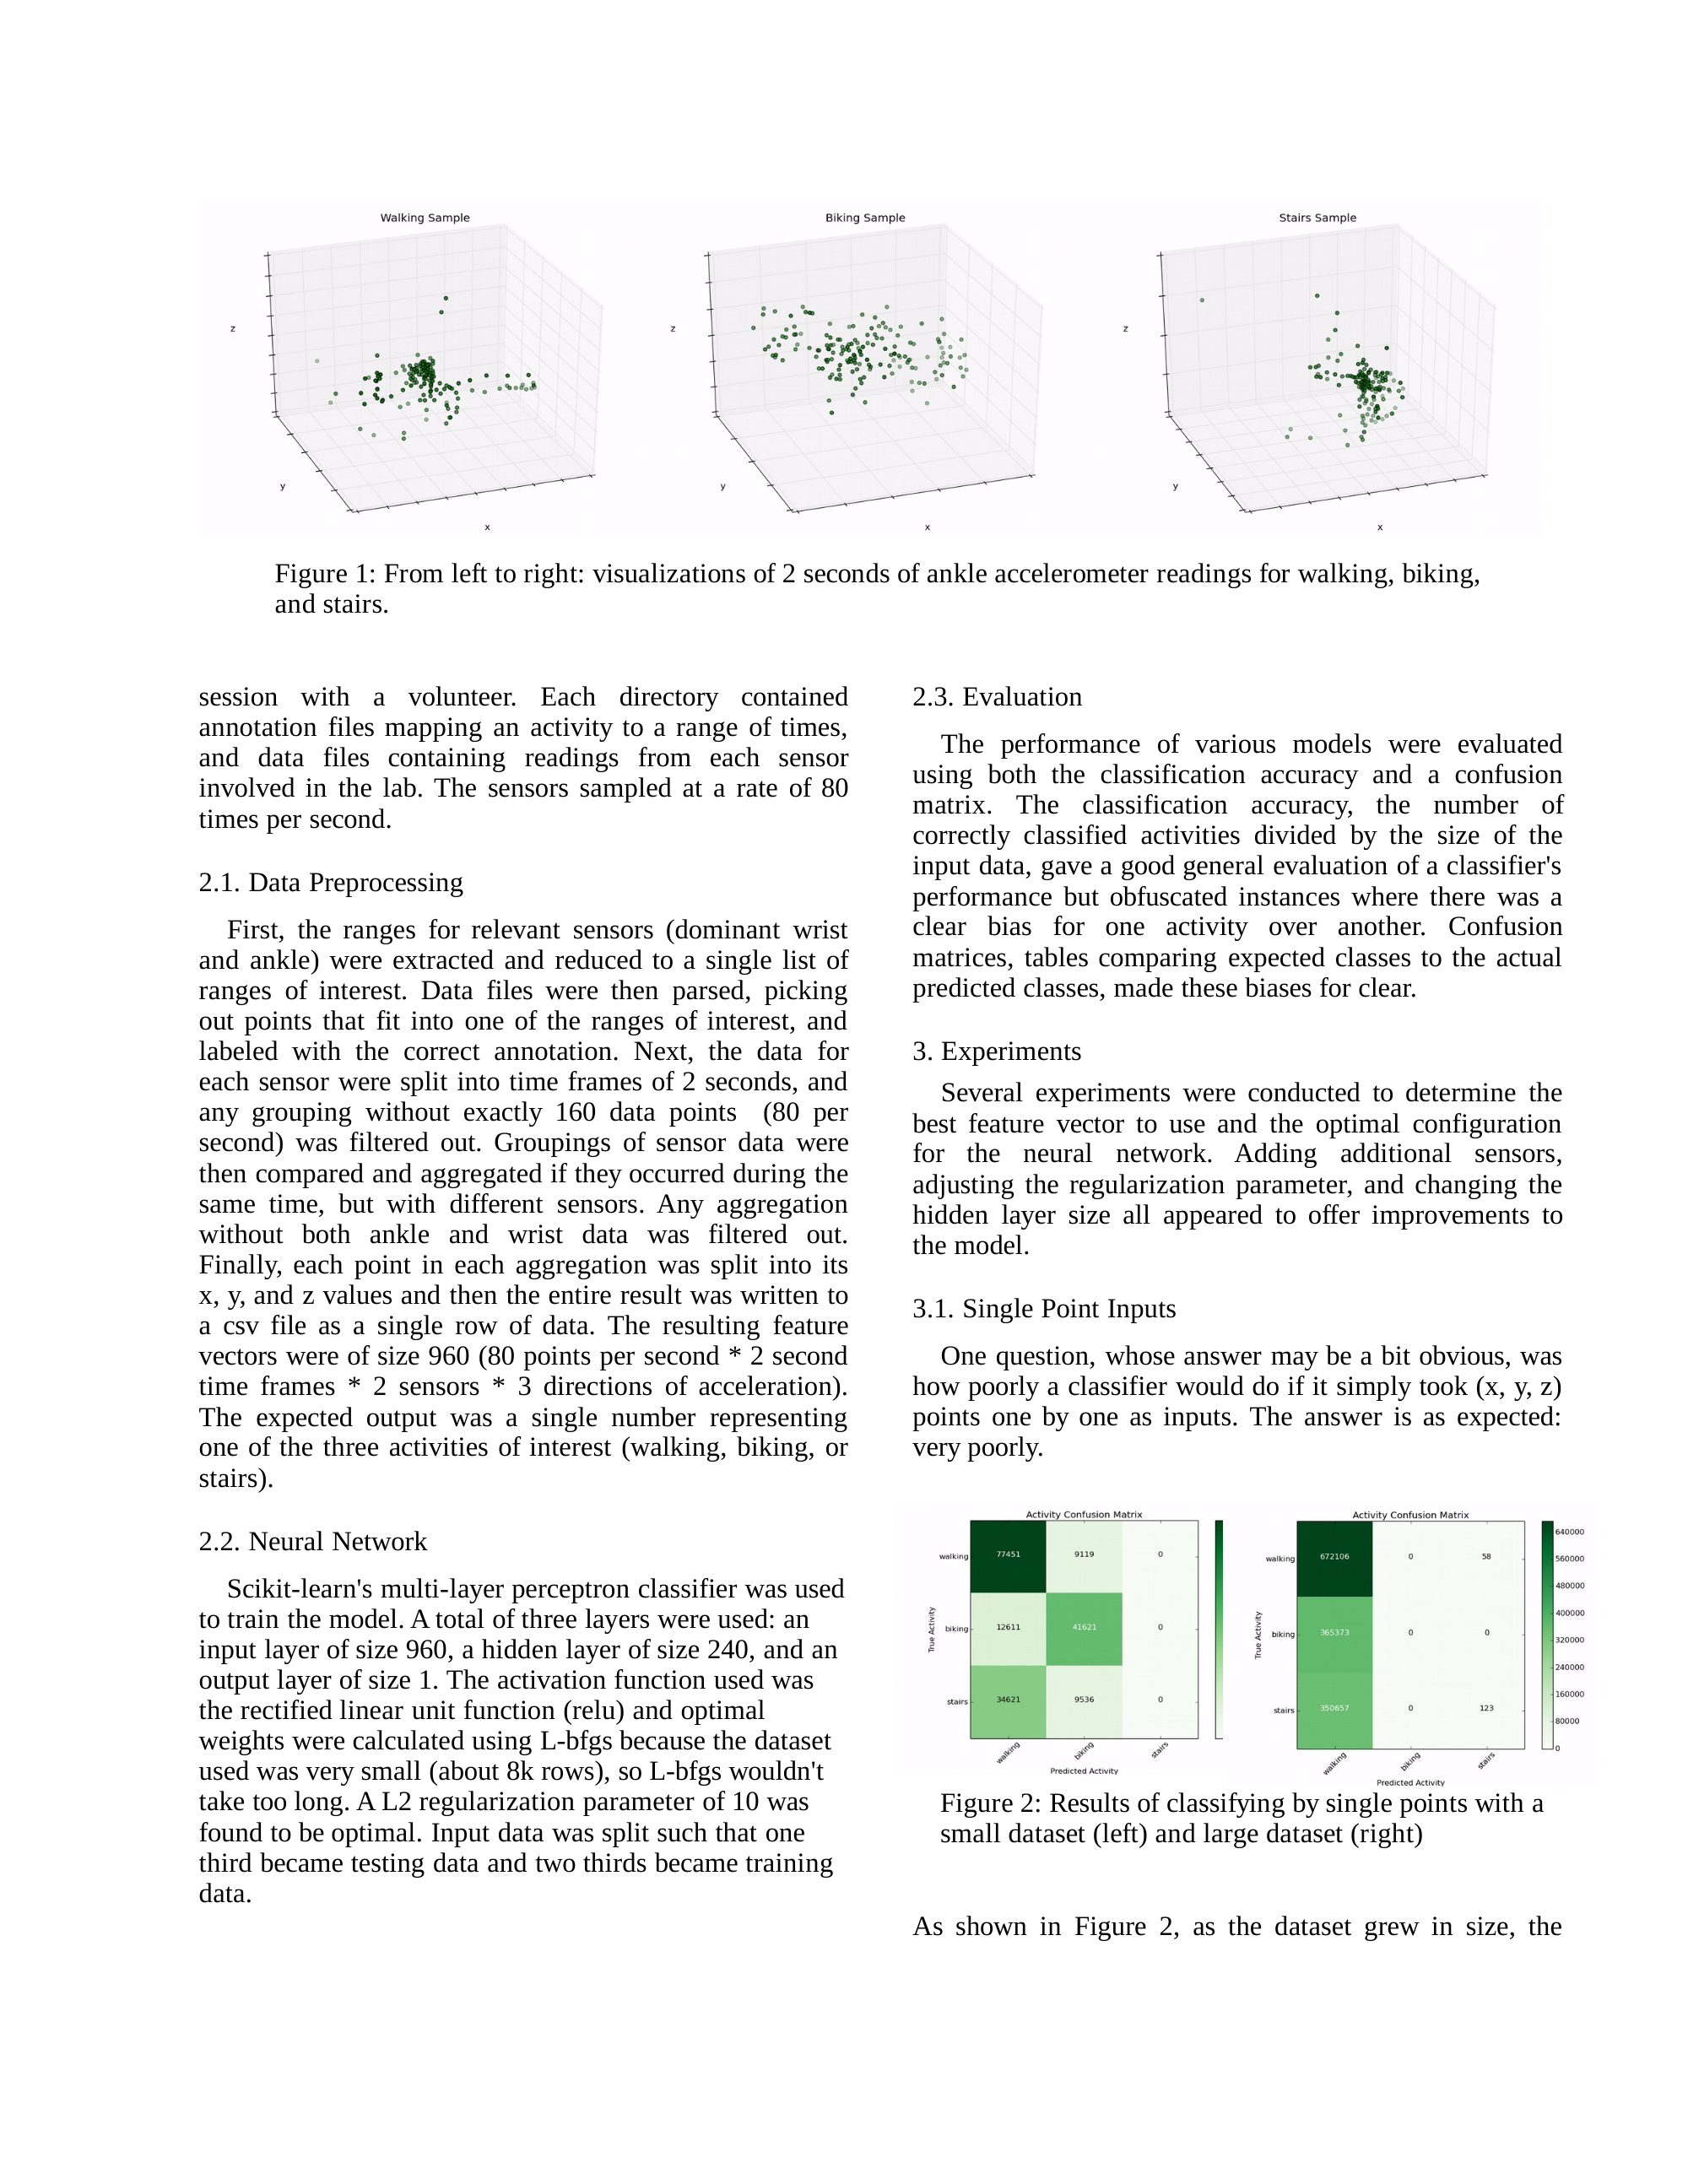 Walking Sample
Biking Sample
Stairs Sample
z
y
x
z
y
x
z
y
x
Figure 1: From left to right: visualizations of 2 seconds of ankle accelerometer readings for walking, biking,
and stairs.
session with a volunteer. Each directory contained
annotation files mapping an activity to a range of times,
and data files containing readings from each sensor
involved in the lab. The sensors sampled at a rate of 80
times per second.
2.1. Data Preprocessing
First, the ranges for relevant sensors (dominant wrist
and ankle) were extracted and reduced to a single list of
ranges of interest. Data files were then parsed, picking
out points that fit into one of the ranges of interest, and
labeled with the correct annotation. Next, the data for
each sensor were split into time frames of 2 seconds, and
any grouping without exactly 160 data points (80 per
second) was filtered out. Groupings of sensor data were
then compared and aggregated if they occurred during the
same time, but with different sensors. Any aggregation
without both ankle and wrist data was filtered out.
Finally, each point in each aggregation was split into its
x, y, and z values and then the entire result was written to
a csv file as a single row of data. The resulting feature
vectors were of size 960 (80 points per second * 2 second
time frames * 2 sensors * 3 directions of acceleration).
The expected output was a single number representing
one of the three activities of interest (walking, biking, or
stairs).
2.2. Neural Network
Scikit-learn's multi-layer perceptron classifier was used
to train the model. A total of three layers were used: an
input layer of size 960, a hidden layer of size 240, and an
output layer of size 1. The activation function used was
the rectified linear unit function (relu) and optimal
weights were calculated using L-bfgs because the dataset
used was very small (about 8k rows), so L-bfgs wouldn't
take too long. A L2 regularization parameter of 10 was
found to be optimal. Input data was split such that one
third became testing data and two thirds became training
data.
2.3. Evaluation
The performance of various models were evaluated
using both the classification accuracy and a confusion
matrix. The classification accuracy, the number of
correctly classified activities divided by the size of the
input data, gave a good general evaluation of a classifier's
performance but obfuscated instances where there was a
clear bias for one activity over another. Confusion
matrices, tables comparing expected classes to the actual
predicted classes, made these biases for clear.
3. Experiments
Several experiments were conducted to determine the
best feature vector to use and the optimal configuration
for the neural network. Adding additional sensors,
adjusting the regularization parameter, and changing the
hidden layer size all appeared to offer improvements to
the model.
3.1. Single Point Inputs
One question, whose answer may be a bit obvious, was
how poorly a classifier would do if it simply took (x, y, z)
points one by one as inputs. The answer is as expected:
very poorly.
Activity Confusion Matrix
True Activity
walking 77451 9119 0
biking 12611 41621 0
stairs 34621 9536 0
walking biking stairs
Predicted Activity
Activity Confusion Matrix
True Activity
walking 672106 0 58
biking 365373 0 0
stairs 350657 0 123
walking biking stairs
Predicted Activity
640000
560000
480000
400000
320000
240000
160000
80000
0
Figure 2: Results of classifying by single points with a
small dataset (left) and large dataset (right)
As shown in Figure 2, as the dataset grew in size, the